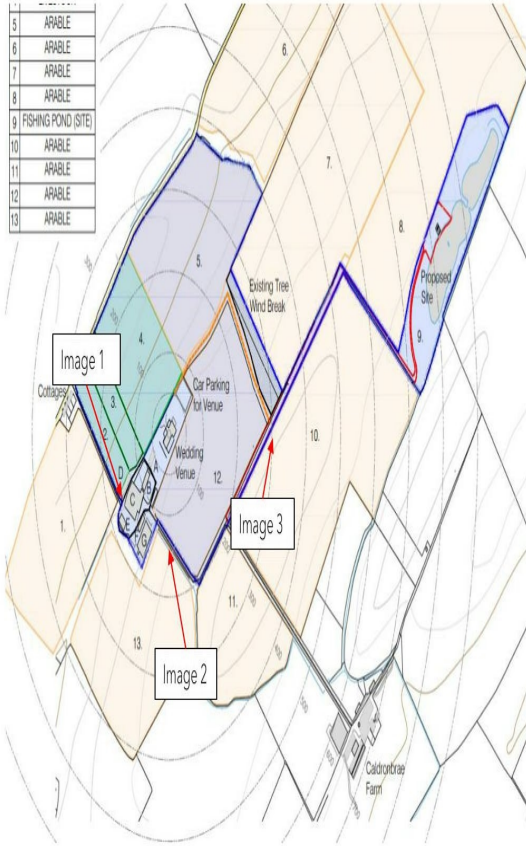 5 ARABLE
6 ARABLE
7 ARABLE
8 ARABLE
9 FISHING POND (SITE)
10 ARABLE
11 ARABLE
12 ARABLE
13 ARABLE
6.
7.
8.
5.
Existing Tree
Wind Break
Proposed
Site
9.
4.
Image 1
Cottages
3.
2.
Car Parking
for Venue
Wedding
Venue
10.
12.
A
B
C
D
E
F
G
1.
Image 3
11.
13.
Image 2
Caldronbrae
Farm